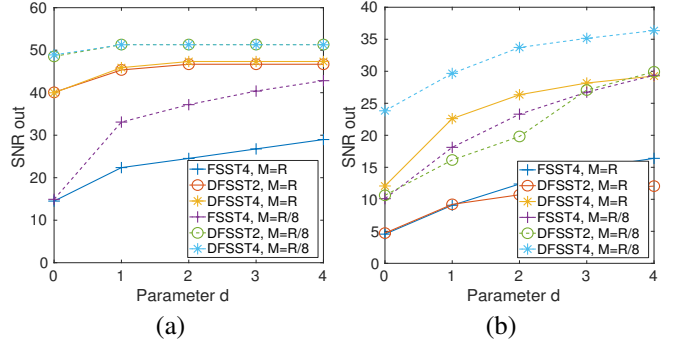 60
50
40
30
20
10
0
SNR out
0 1 2 3 4
Parameter d
FSST4, M=R
DFSST2, M=R
DFSST4, M=R
FSST4, M=R/8
DFSST2, M=R/8
DFSST4, M=R/8
(a)
40
35
30
25
20
15
10
5
0
SNR out
0 1 2 3 4
Parameter d
FSST4, M=R
DFSST2, M=R
DFSST4, M=R
FSST4, M=R/8
DFSST2, M=R/8
DFSST4, M=R/8
(b)